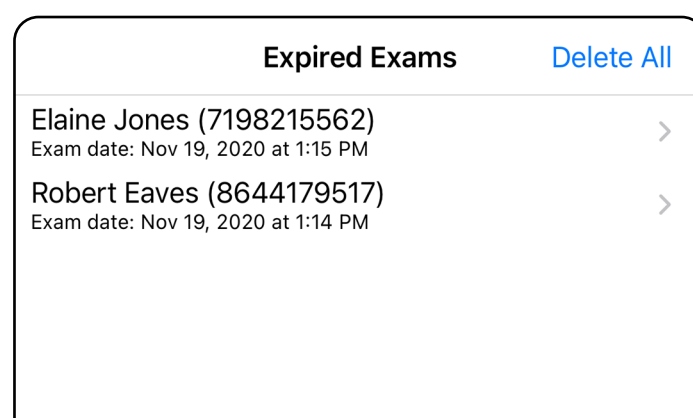 Expired Exams
Delete All
Elaine Jones (7198215562)
Exam date: Nov 19, 2020 at 1:15 PM
Robert Eaves (8644179517)
Exam date: Nov 19, 2020 at 1:14 PM